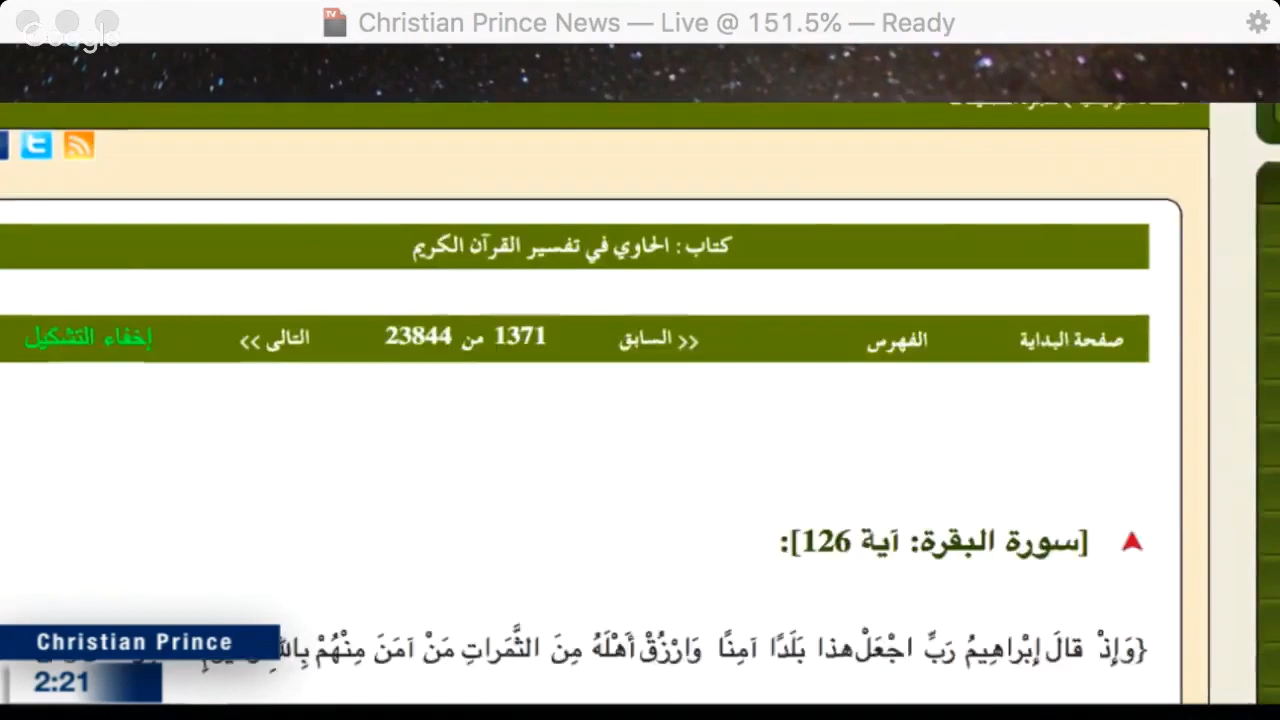 Christian Prince News — Live @ 151.5% — Ready
Google
كتاب : الحاوي في تفسير القرآن الكريم
صفحة البداية الفهرس << السابق 1371 من 23844 التالى >> إخفاء التشكيل
[سورة البقرة: آية 126]:
{وَإِذْ قالَ إِبْراهِيمُ رَبِّ اجْعَلْ هذا بَلَدًا آمِنًا وَارْزُقْ أَهْلَهُ مِنَ الثَّمَراتِ مَنْ آمَنَ مِنْهُمْ
Christian Prince
2:21